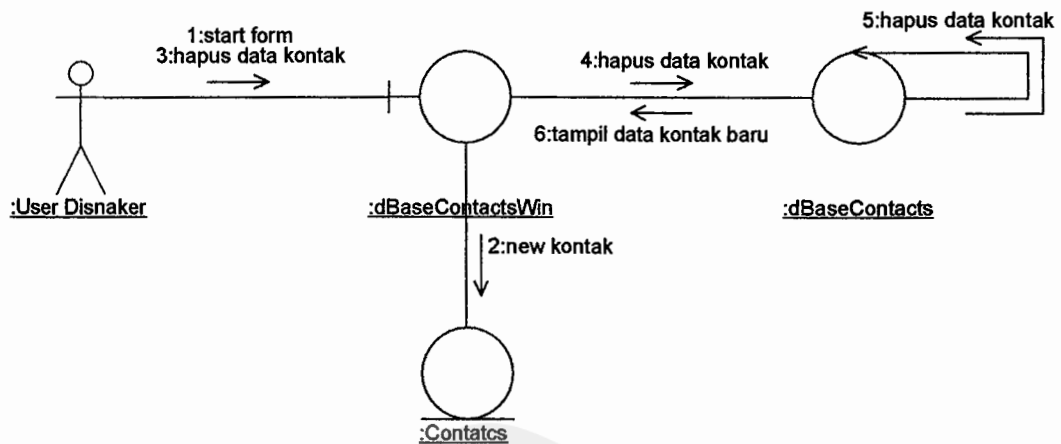 1:start form
3:hapus data kontak
4:hapus data kontak
5:hapus data kontak
6:tampil data kontak baru
:User Disnaker
:dBaseContactsWin
:dBaseContacts
2:new kontak
:Contatcs